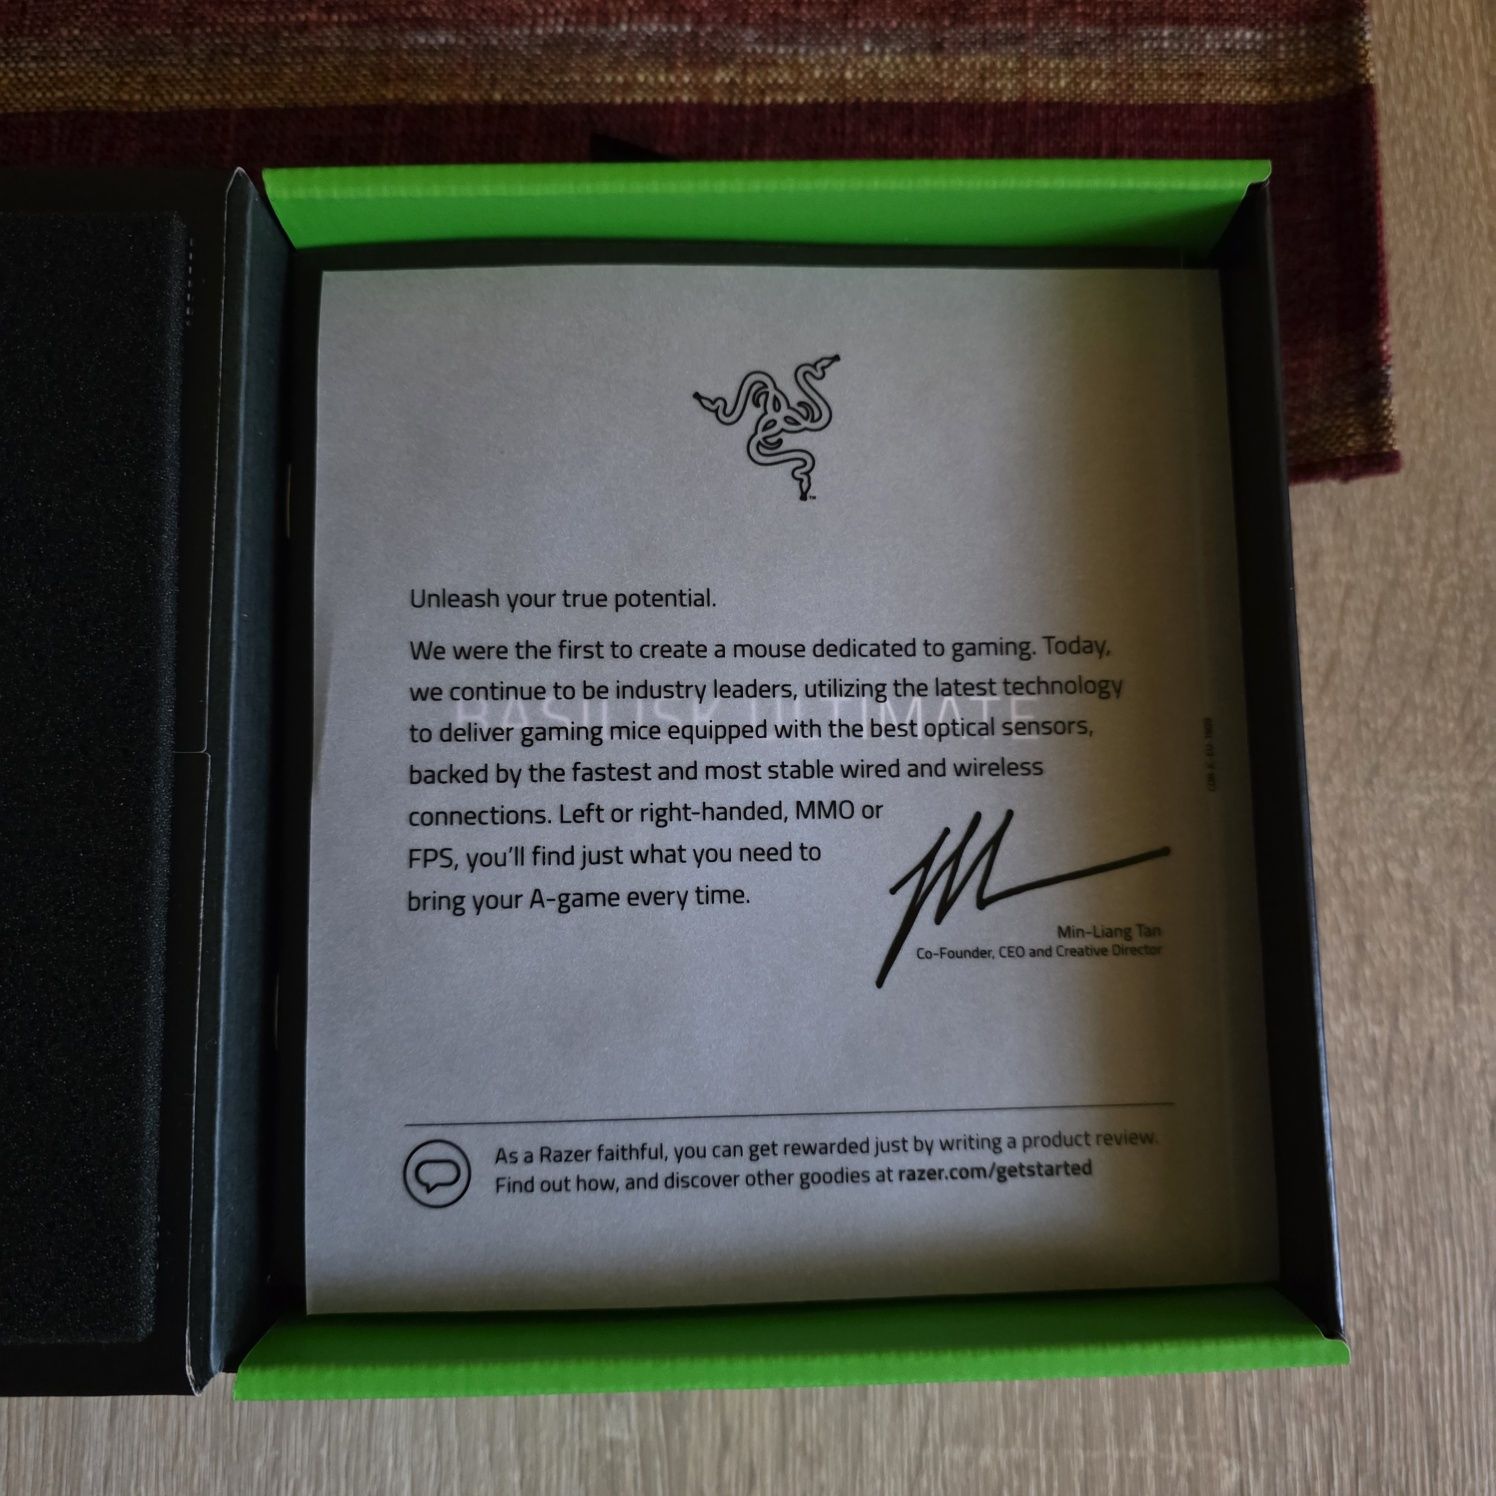 TM
Unleash your true potential.
We were the first to create a mouse dedicated to gaming. Today,
we continue to be industry leaders, utilizing the latest technology
BASILISK ULTIMATE
to deliver gaming mice equipped with the best optical sensors,
backed by the fastest and most stable wired and wireless
connections. Left or right-handed, MMO or
FPS, you'll find just what you need to
bring your A-game every time.
Min-Liang Tan
Co-Founder, CEO and Creative Director
As a Razer faithful, you can get rewarded just by writing a product review.
Find out how, and discover other goodies at razer.com/getstarted